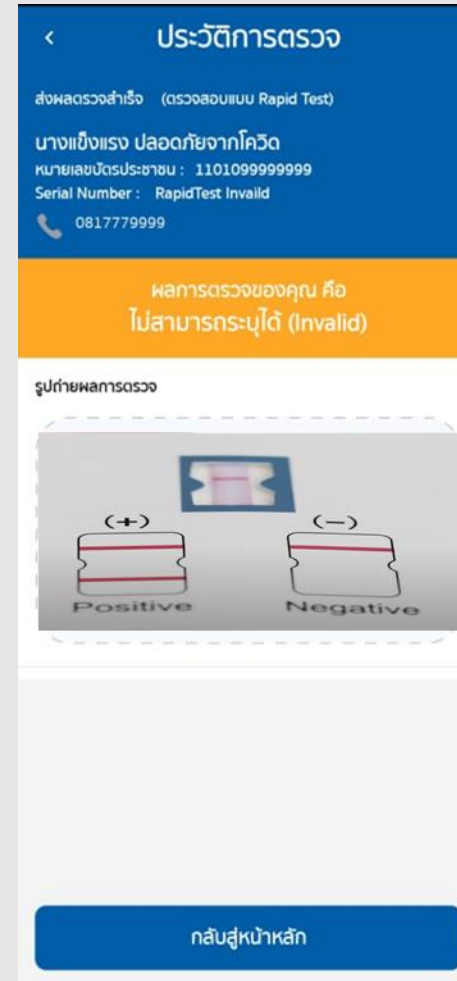 ประวัติการตรวจ
ส่งผลตรวจสำเร็จ (ตรวจสอบแบบ Rapid Test)
นางแข็งแรง ปลอดภัยจากโควิด
หมายเลขบัตรประชาชน : 1101099999999
Serial Number : RapidTest Invaild
0817779999
ผลการตรวจของคุณ คือ
ไม่สามารถระบุได้ (Invalid)
รูปถ่ายผลการตรวจ
(+) (−)
Positive Negative
กลับสู่หน้าหลัก